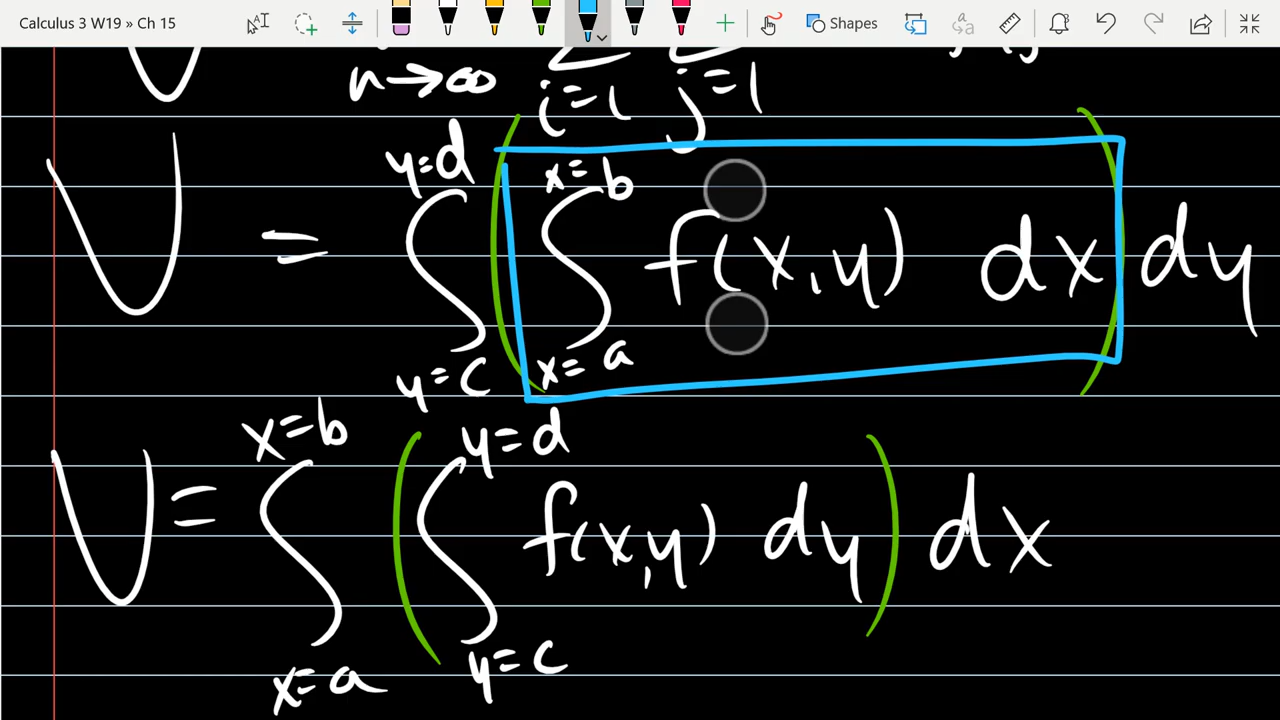 Calculus 3 W19 » Ch 15
Shapes
V n→∞ Σ i=1 Σ j=1
V = ∫_{y=c}^{y=d} ( ∫_{x=a}^{x=b} f(x,y) dx ) dy
V = ∫_{x=a}^{x=b} ( ∫_{y=c}^{y=d} f(x,y) dy ) dx